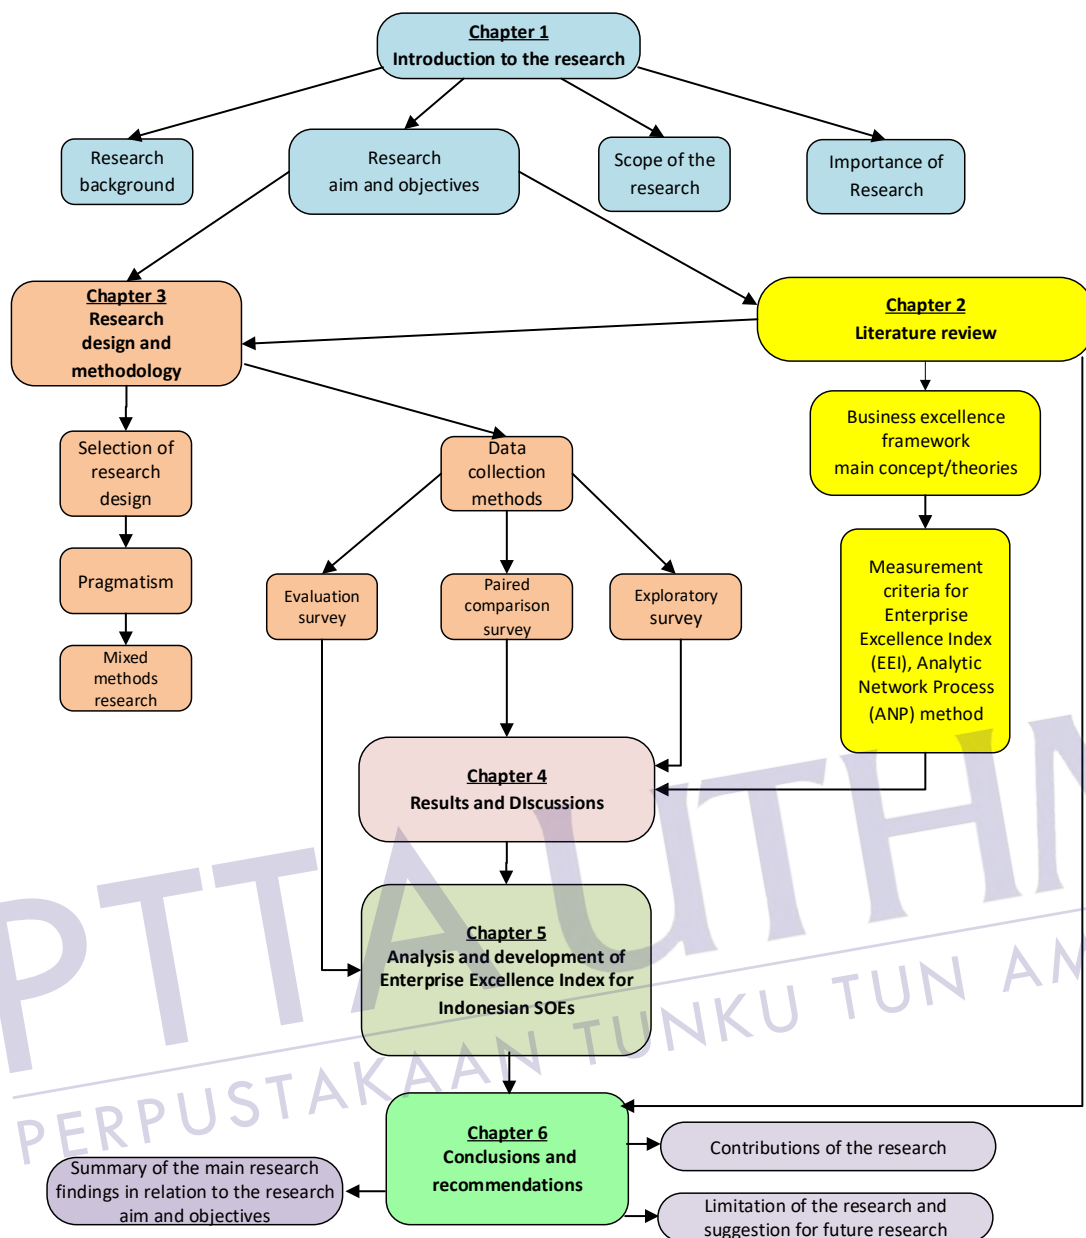 Chapter 1
Introduction to the research
Research
background
Research
aim and objectives
Scope of the
research
Importance of
Research
Chapter 3
Research
design and
methodology
Chapter 2
Literature review
Selection of
research
design
Data
collection
methods
Business excellence
framework
main concept/theories
Pragmatism
Evaluation
survey
Paired
comparison
survey
Exploratory
survey
Measurement
criteria for
Enterprise
Excellence Index
(EEI), Analytic
Network Process
(ANP) method
Mixed
methods
research
Chapter 4
Results and DIscussions
Chapter 5
Analysis and development of
Enterprise Excellence Index for
Indonesian SOEs
Chapter 6
Conclusions and
recommendations
Contributions of the research
Summary of the main research
findings in relation to the research
aim and objectives
Limitation of the research and
suggestion for future research
PTTA UTHM
PERPUSTAKAAN TUNKU TUN AM